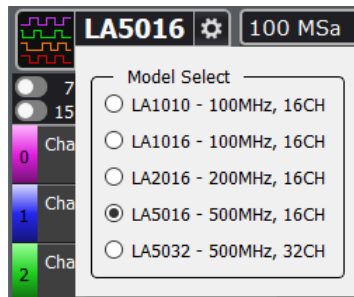 LA5016 100 MSa
Model Select
7
LA1010 - 100MHz, 16CH
15
Cha
LA1016 - 100MHz, 16CH
0
LA2016 - 200MHz, 16CH
Cha
LA5016 - 500MHz, 16CH
1
Cha
LA5032 - 500MHz, 32CH
2